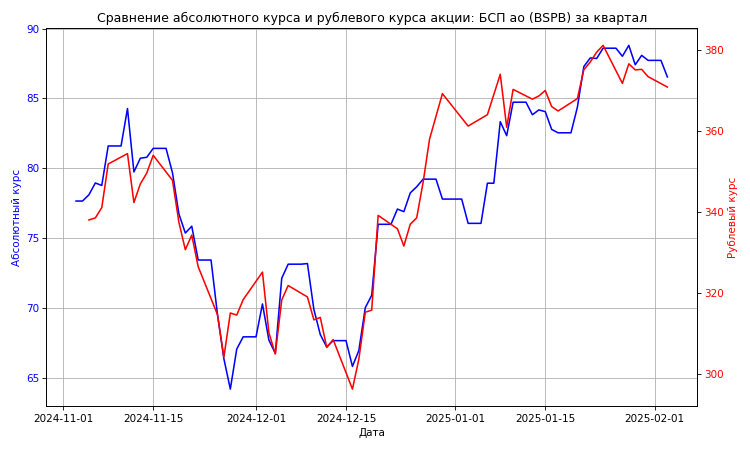 Сравнение абсолютного курса и рублевого курса акции: БСП ао (BSPB) за квартал
90
85
80
75
70
65
Абсолютный курс
380
360
340
320
300
Рублевый курс
2024-11-01 2024-11-15 2024-12-01 2024-12-15 2025-01-01 2025-01-15 2025-02-01
Дата